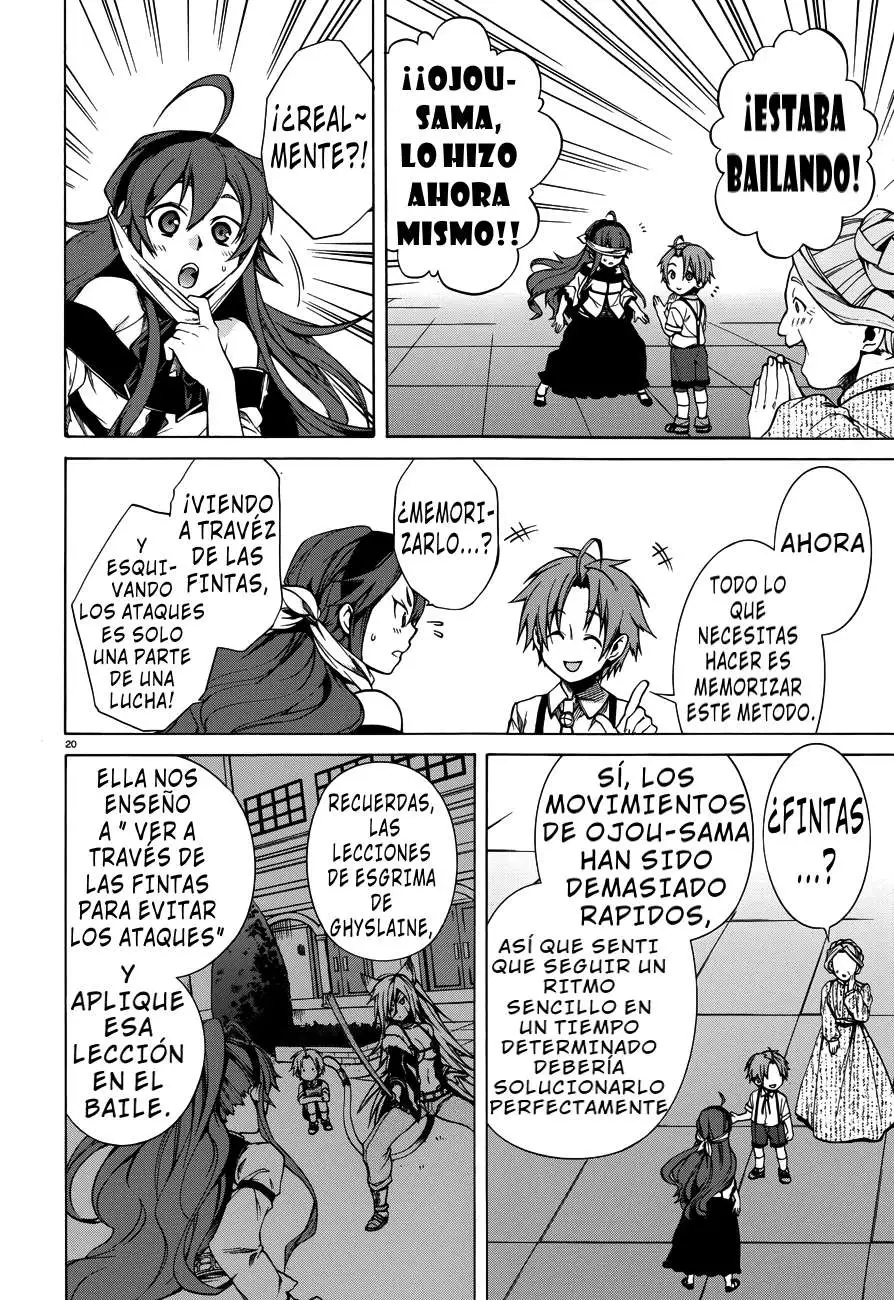 ¡ESTABA
BAILANDO!
¡¡OJOU-
SAMA,
LO HIZO
AHORA
MISMO!!
¡¿REAL-
MENTE?!
AHORA
TODO LO
QUE
NECESITAS
HACER ES
MEMORIZAR
ESTE METODO.
¿MEMORI-
ZARLO...?
¡VIENDO
A TRAVÉZ
DE LAS
FINTAS,
Y
ESQUI-
VANDO
LOS ATAQUES
ES SOLO
UNA PARTE
DE UNA
LUCHA!
20
¿FINTAS
...?
SÍ, LOS
MOVIMIENTOS
DE OJOU-SAMA
HAN SIDO
DEMASIADO
RAPIDOS,
ASÍ QUE SENTI
QUE SEGUIR UN
RITMO
SENCILLO EN
UN TIEMPO
DETERMINADO
DEBERÍA
SOLUCIONARLO
PERFECTAMENTE
RECUERDAS,
LAS
LECCIONES
DE ESGRIMA
DE
GHYSLAINE,
ELLA NOS
ENSEÑO
A " VER A
TRAVÉS DE
LAS FINTAS
PARA EVITAR
LOS ATAQUES"
Y
APLIQUE
ESA
LECCIÓN
EN EL
BAILE.